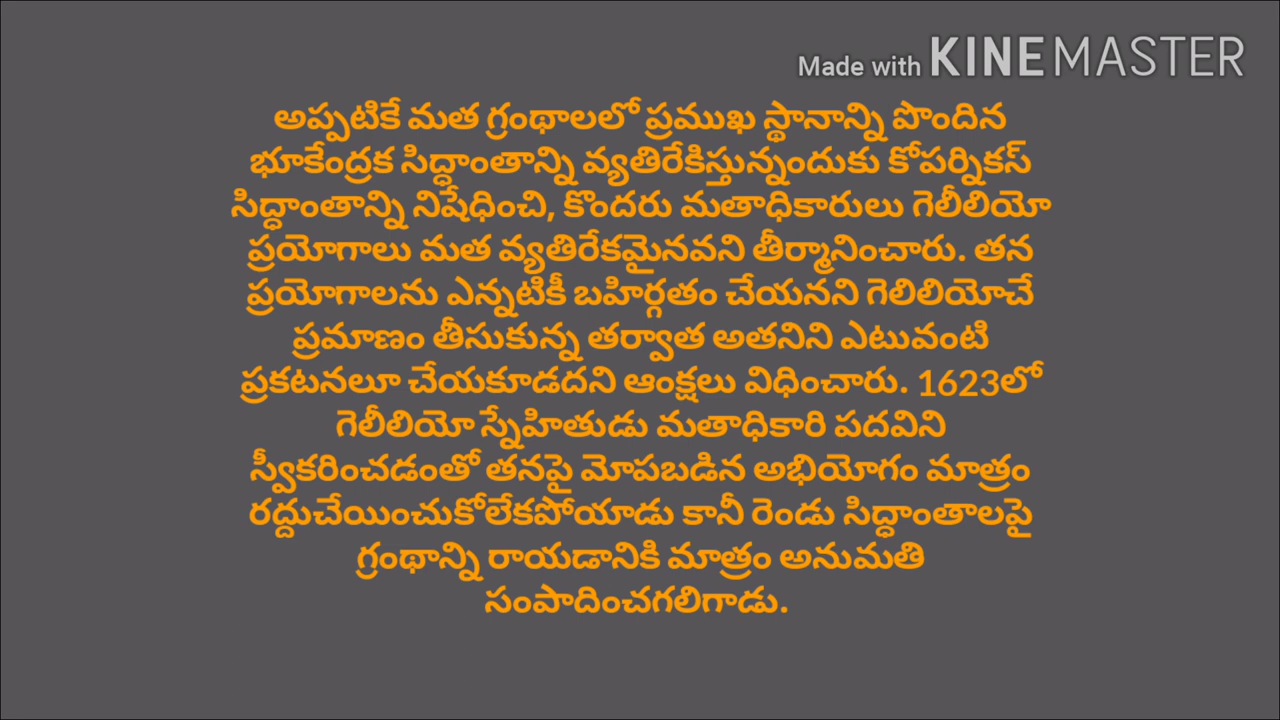 Made with KINEMASTER
అప్పటికే మత గ్రంథాలలో ప్రముఖ స్థానాన్ని పొందిన
భూకేంద్రక సిద్ధాంతాన్ని వ్యతిరేకిస్తున్నందుకు కోపర్నికస్
సిద్ధాంతాన్ని నిషేధించి, కొందరు మతాధికారులు గెలీలియో
ప్రయోగాలు మత వ్యతిరేకమైనవని తీర్మానించారు. తన
ప్రయోగాలను ఎన్నటికీ బహిర్గతం చేయనని గెలిలియోచే
ప్రమాణం తీసుకున్న తర్వాత అతనిని ఎటువంటి
ప్రకటనలూ చేయకూడదని ఆంక్షలు విధించారు. 1623లో
గెలీలియో స్నేహితుడు మతాధికారి పదవిని
స్వీకరించడంతో తనపై మోపబడిన అభియోగం మాత్రం
రద్దుచేయించుకోలేకపోయాడు కానీ రెండు సిద్ధాంతాలపై
గ్రంథాన్ని రాయడానికి మాత్రం అనుమతి
సంపాదించగలిగాడు.